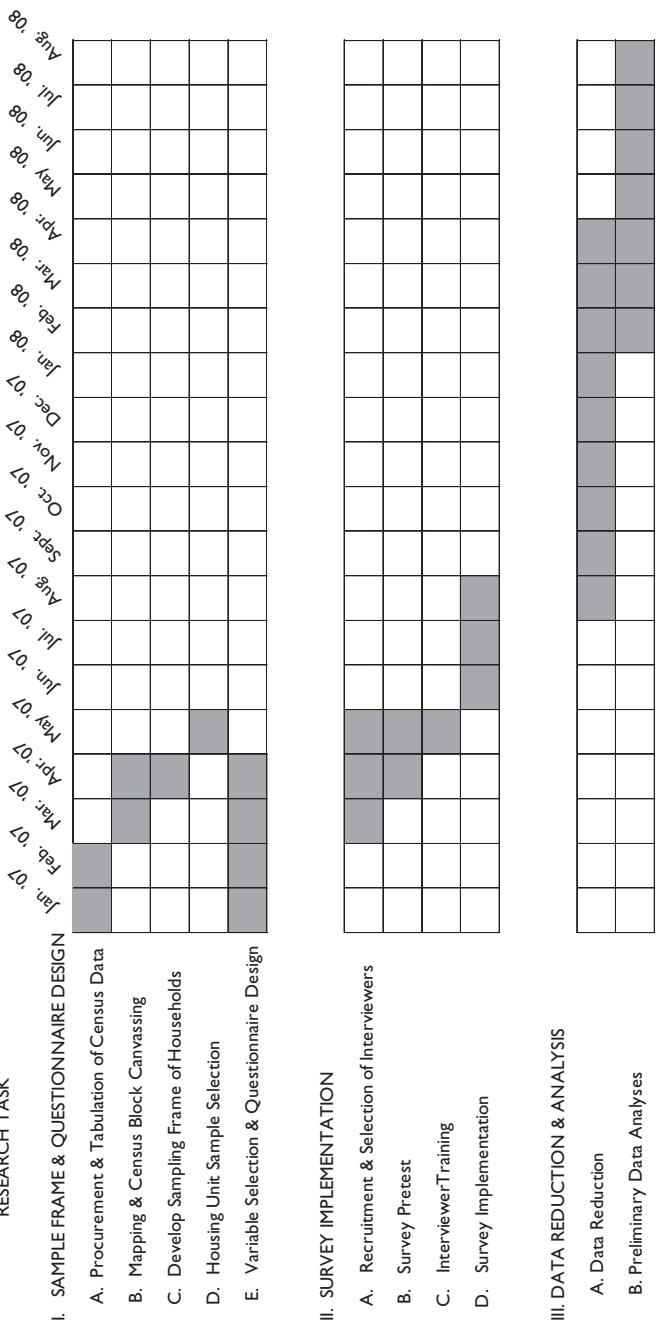 RESEARCH TASK
Jan. '07
Feb. '07
Mar. '07
Apr. '07
May '07
Jun. '07
Jul. '07
Aug. '07
Sept. '07
Oct. '07
Nov. '07
Dec. '07
Jan. '08
Feb. '08
Mar. '08
Apr. '08
May '08
Jun. '08
Jul. '08
Aug. '08
I. SAMPLE FRAME & QUESTIONNAIRE DESIGN
A. Procurement & Tabulation of Census Data
B. Mapping & Census Block Canvassing
C. Develop Sampling Frame of Households
D. Housing Unit Sample Selection
E. Variable Selection & Questionnaire Design
II. SURVEY IMPLEMENTATION
A. Recruitment & Selection of Interviewers
B. Survey Pretest
C. Interviewer Training
D. Survey Implementation
III. DATA REDUCTION & ANALYSIS
A. Data Reduction
B. Preliminary Data Analyses